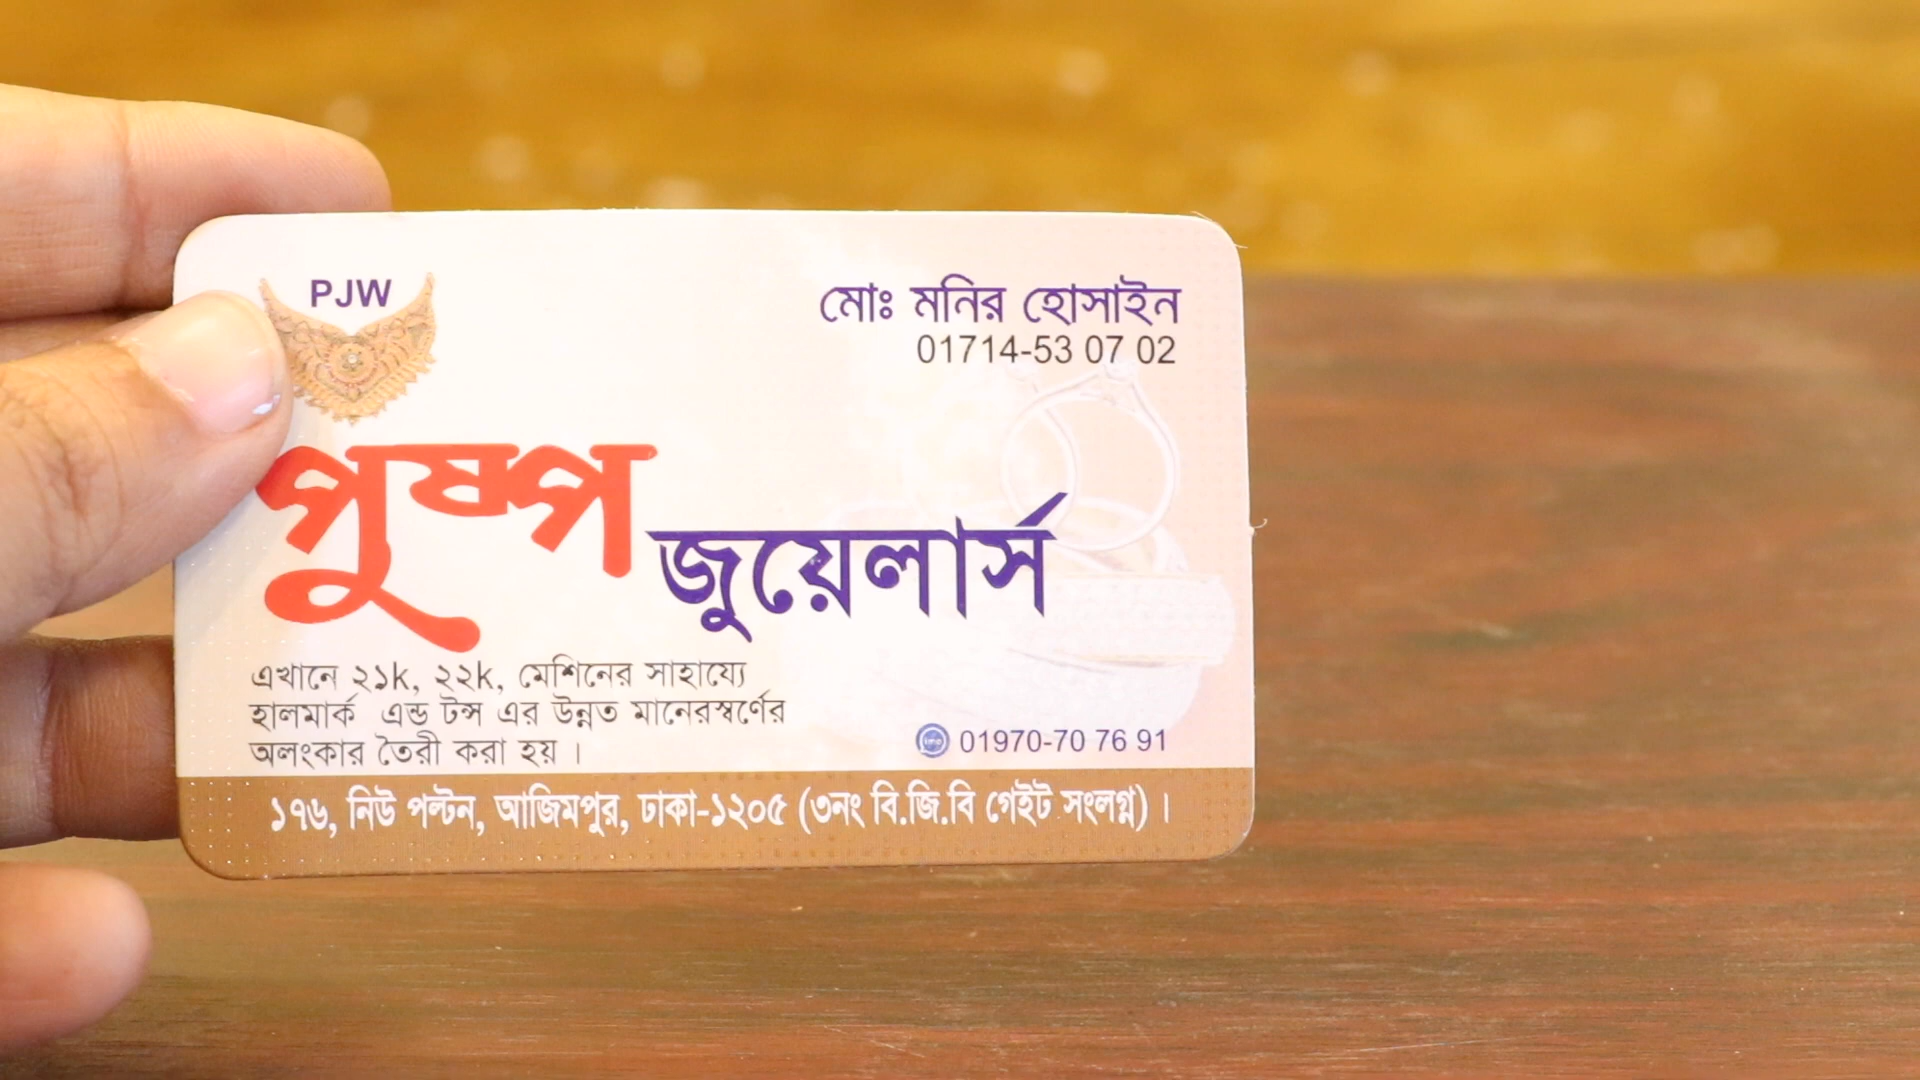 PJW
মোঃ মনির হোসাইন
01714-53 07 02
পুষ্প জুয়েলার্স
এখানে ২১k, ২২k, মেশিনের সাহায্যে
হালমার্ক এন্ড টন্স এর উন্নত মানেরস্বর্ণের
অলংকার তৈরী করা হয় ।
imo 01970-70 76 91
১৭৬, নিউ পল্টন, আজিমপুর, ঢাকা-১২০৫ (৩নং বি.জি.বি গেইট সংলগ্ন) ।